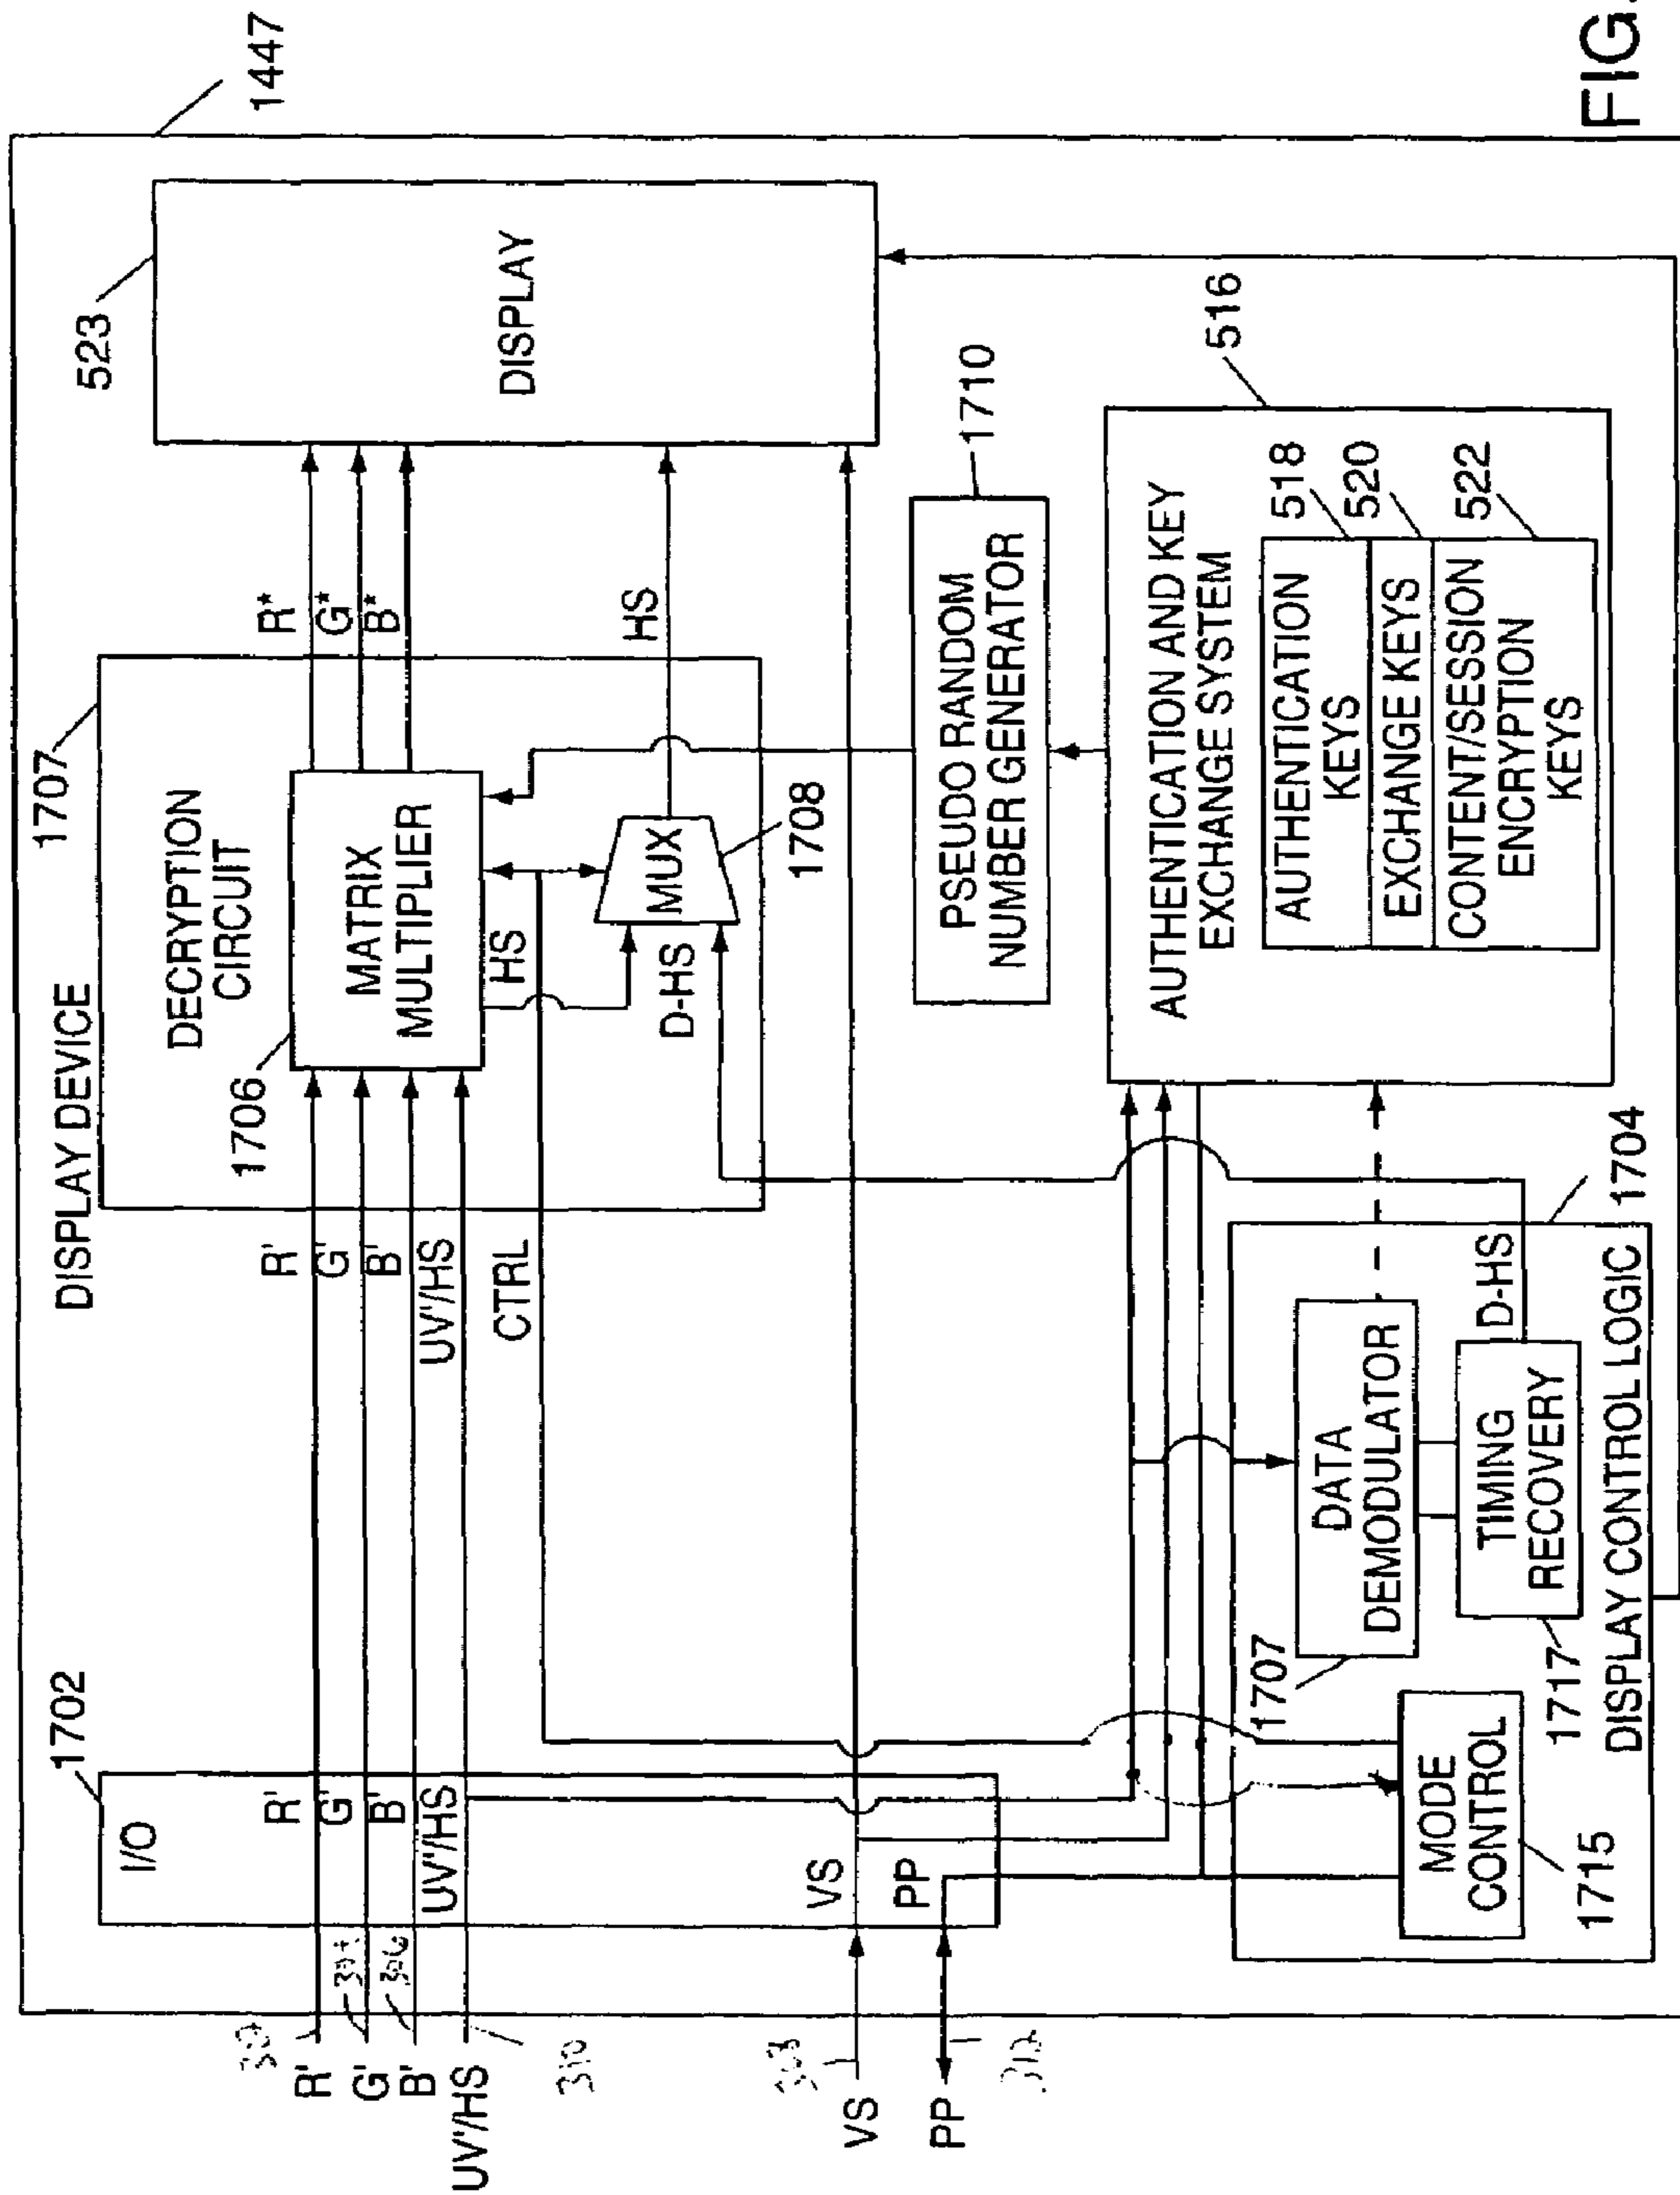 DISPLAY DEVICE
1447
1702
I/O
R'
G'
B'
UV'/HS
VS
PP
R'
G'
B'
UV'/HS
VS
PP
306
310
R'
G'
B'
UV'/HS
CTRL
1707
DECRYPTION
CIRCUIT
1706
MATRIX
MULTIPLIER
HS
D-HS
MUX
1708
R*
G*
B*
HS
523
DISPLAY
PSEUDO RANDOM
NUMBER GENERATOR
1710
516
AUTHENTICATION AND KEY
EXCHANGE SYSTEM
AUTHENTICATION
KEYS
518
EXCHANGE KEYS
520
CONTENT/SESSION
ENCRYPTION
KEYS
522
1704
MODE
CONTROL
1715
1707
DATA
DEMODULATOR
TIMING
RECOVERY
1717
D-HS
DISPLAY CONTROL LOGIC
FIG.